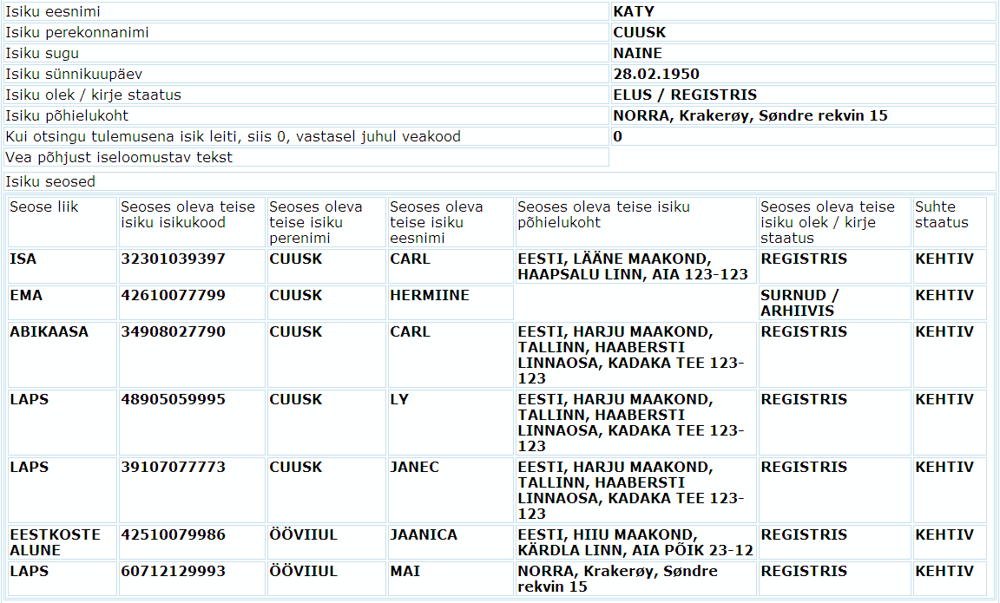 Isiku eesnimi KATY
Isiku perekonnanimi CUUSK
Isiku sugu NAINE
Isiku sünnikuupäev 28.02.1950
Isiku olek / kirje staatus ELUS / REGISTRIS
Isiku põhielukoht NORRA, Krakerøy, Søndre rekvin 15
Kui otsingu tulemusena isik leiti, siis 0, vastasel juhul veakood 0
Vea põhjust iseloomustav tekst
Isiku seosed
Seose liik Seoses oleva teise Seoses oleva Seoses oleva Seoses oleva teise isiku Seoses oleva teise Suhte
isiku isikukood teise isiku teise isiku põhielukoht isiku olek / kirje staatus
perenimi eesnimi staatus
ISA 32301039397 CUUSK CARL EESTI, LÄÄNE MAAKOND, REGISTRIS KEHTIV
HAAPSALU LINN, AIA 123-123
EMA 42610077799 CUUSK HERMIINE SURNUD / KEHTIV
ARHIIVIS
ABIKAASA 34908027790 CUUSK CARL EESTI, HARJU MAAKOND, REGISTRIS KEHTIV
TALLINN, HAABERSTI
LINNAOSA, KADAKA TEE 123-
123
LAPS 48905059995 CUUSK LY EESTI, HARJU MAAKOND, REGISTRIS KEHTIV
TALLINN, HAABERSTI
LINNAOSA, KADAKA TEE 123-
123
LAPS 39107077773 CUUSK JANEC EESTI, HARJU MAAKOND, REGISTRIS KEHTIV
TALLINN, HAABERSTI
LINNAOSA, KADAKA TEE 123-
123
EESTKOSTE 42510079986 ÖÖVIIUL JAANICA EESTI, HIIU MAAKOND, REGISTRIS KEHTIV
ALUNE KÄRDLA LINN, AIA PÕIK 23-12
LAPS 60712129993 ÖÖVIIUL MAI NORRA, Krakerøy, Søndre REGISTRIS KEHTIV
rekvin 15